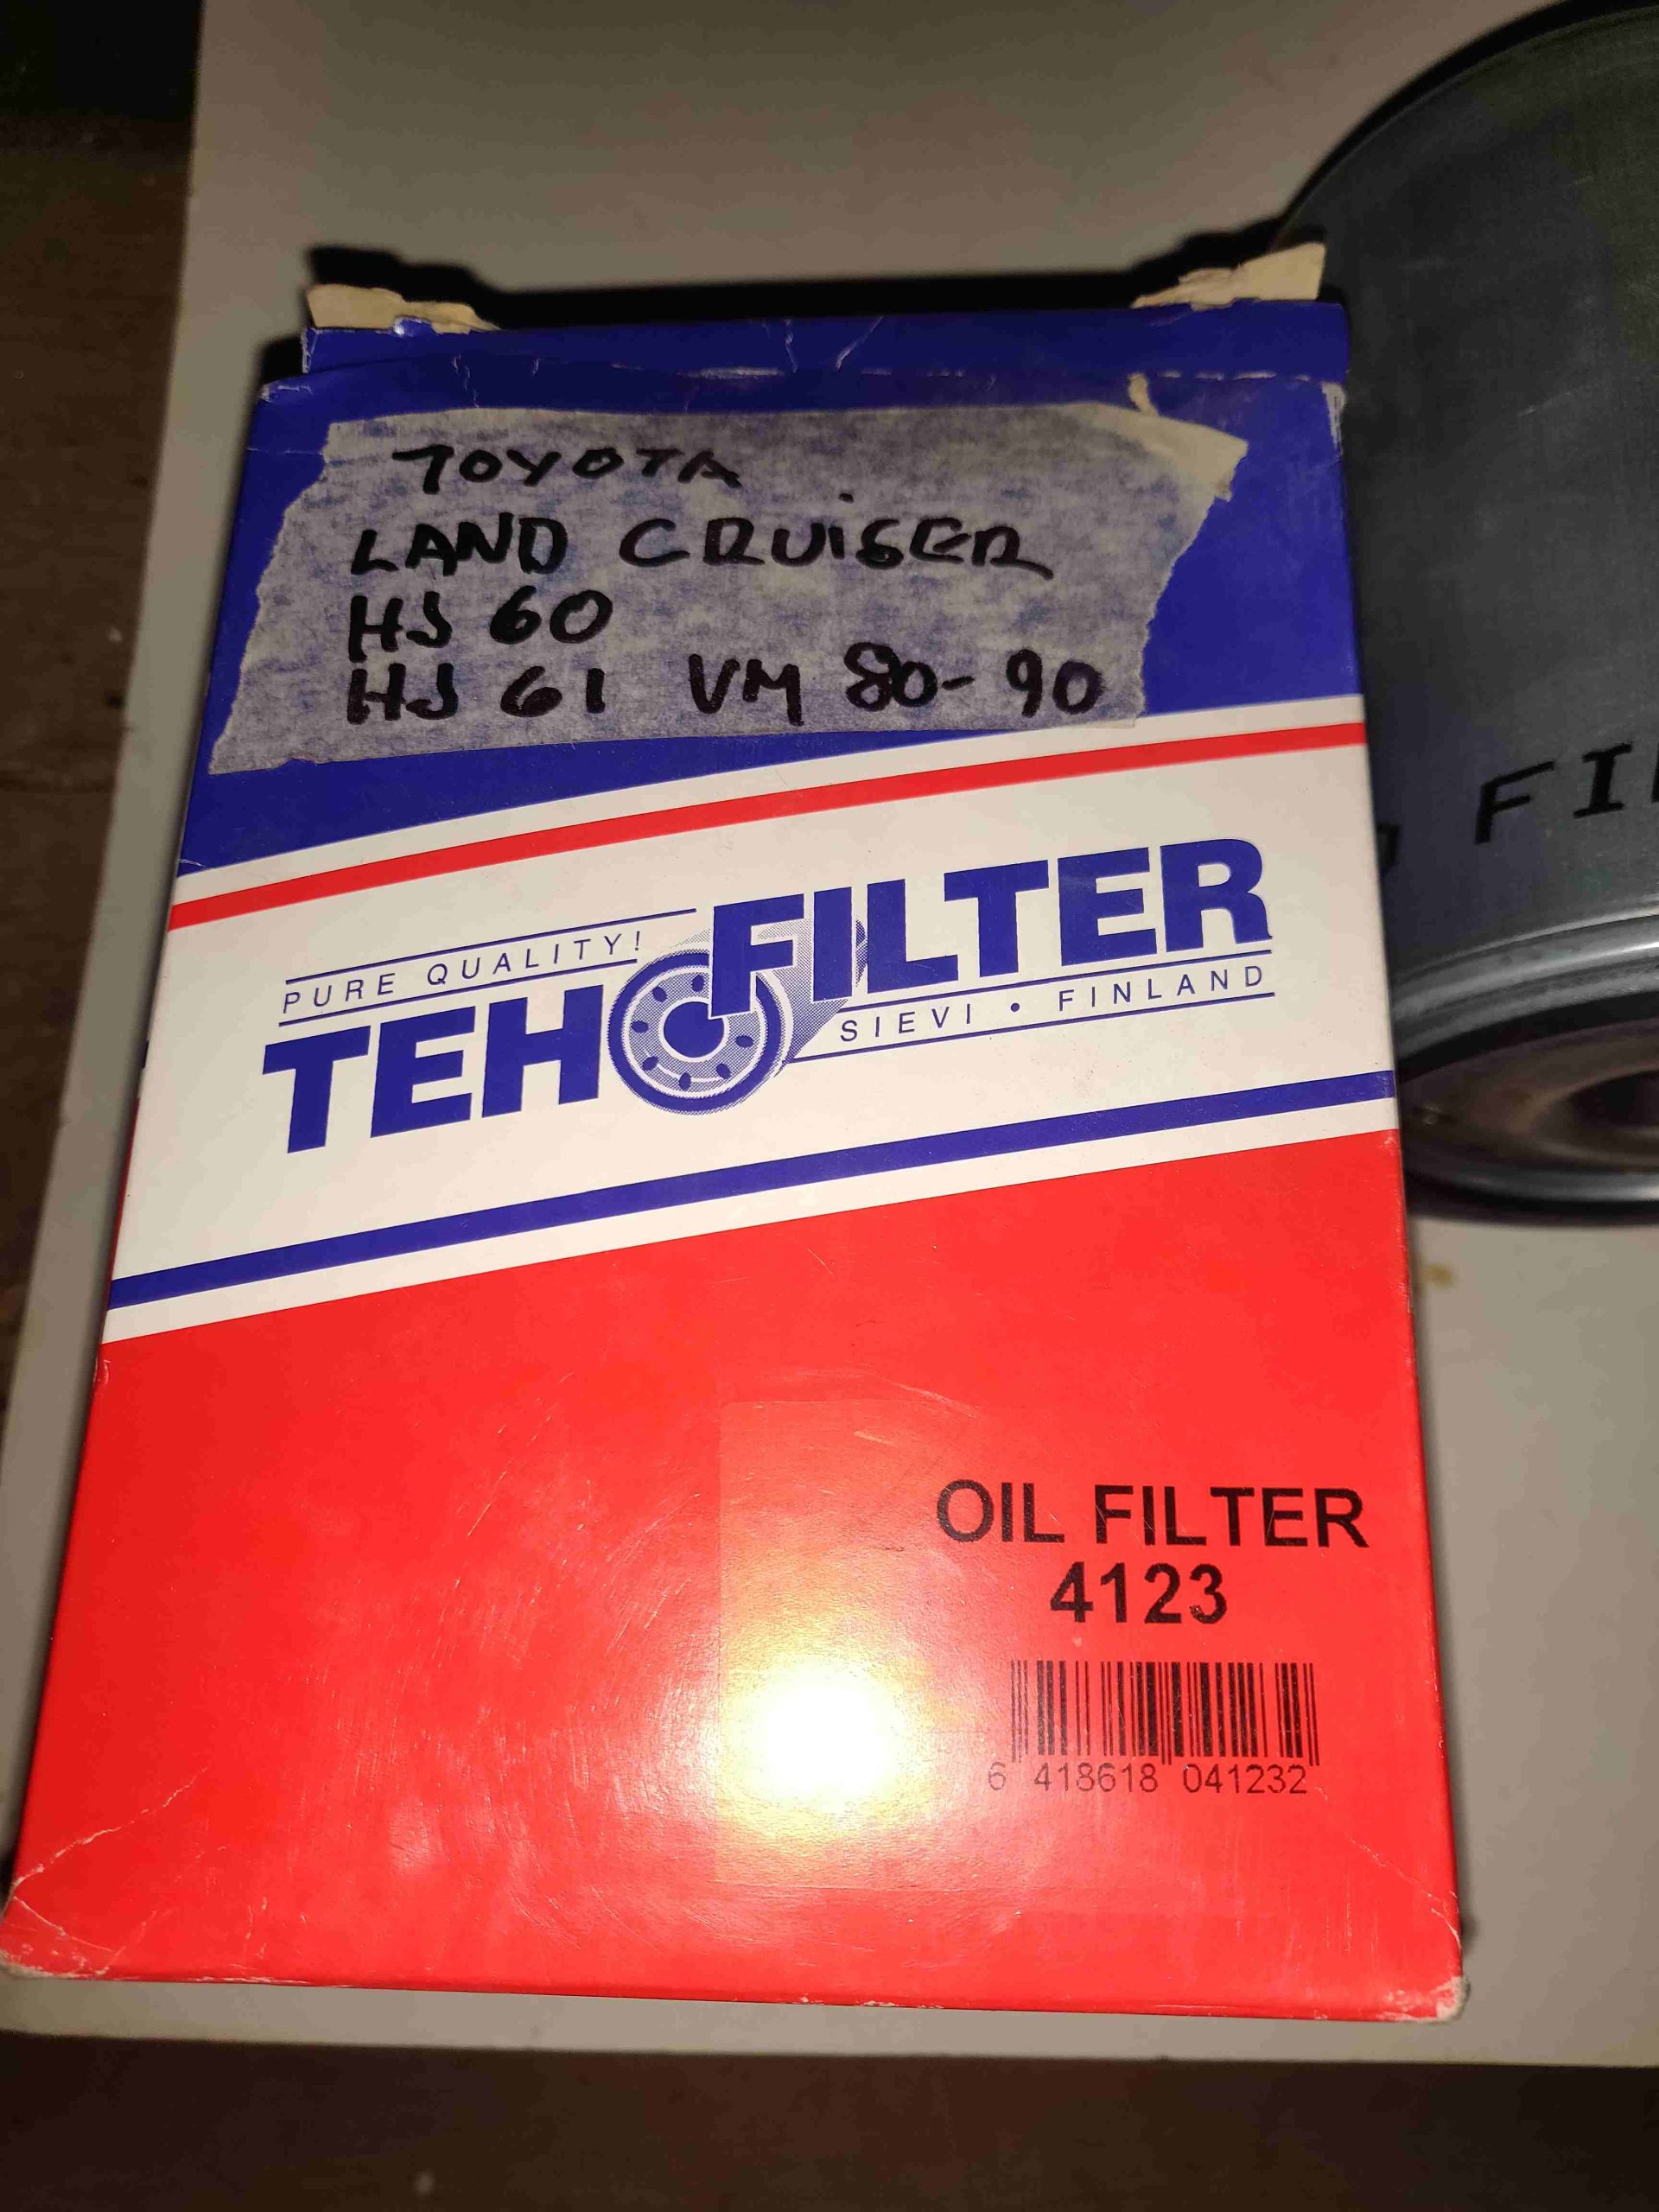 TOYOTA
LAND CRUISER
HJ 60
HJ 61 VM 80-90
PURE QUALITY!
TEHOFILTER
SIEVI • FINLAND
OIL FILTER
4123
6 418618 041232